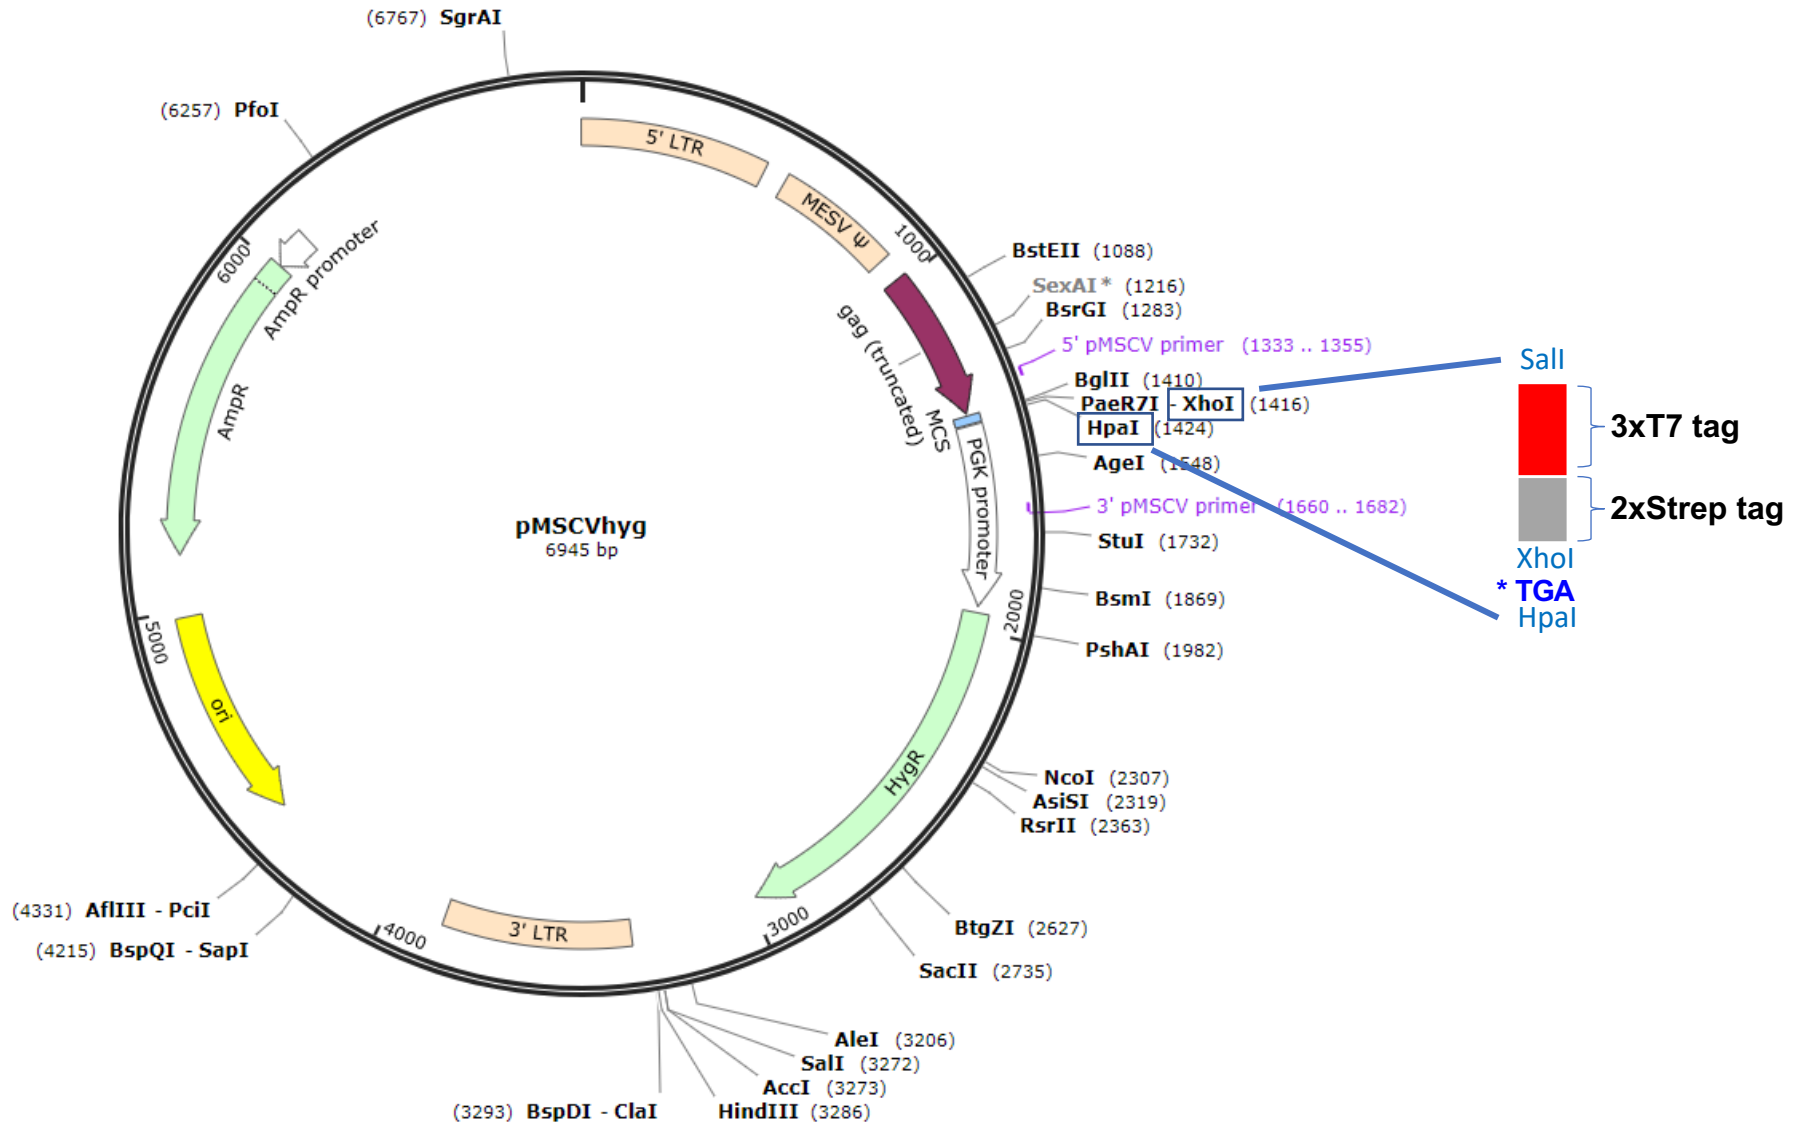 (6767) SgrAI
(6257) PfoI
5' LTR
MESV Ψ
1000
6000
AmpR promoter
AmpR
gag (truncated)
MCS
PGK promoter
BstEII (1088)
SexAI * (1216)
BsrGI (1283)
5' pMSCV primer (1333 .. 1355)
BglII (1410)
PaeR7I - XhoI (1416)
HpaI (1424)
AgeI (1548)
3' pMSCV primer (1660 .. 1682)
StuI (1732)
BsmI (1869)
PshAI (1982)
SalI
3xT7 tag
2xStrep tag
XhoI
* TGA
HpaI
pMSCVhyg
6945 bp
2000
5000
ori
HygR
NcoI (2307)
AsiSI (2319)
RsrII (2363)
BtgZI (2627)
SacII (2735)
3000
3' LTR
4000
(4331) AflIII - PciI
(4215) BspQI - SapI
AleI (3206)
SalI (3272)
AccI (3273)
(3293) BspDI - ClaI
HindIII (3286)